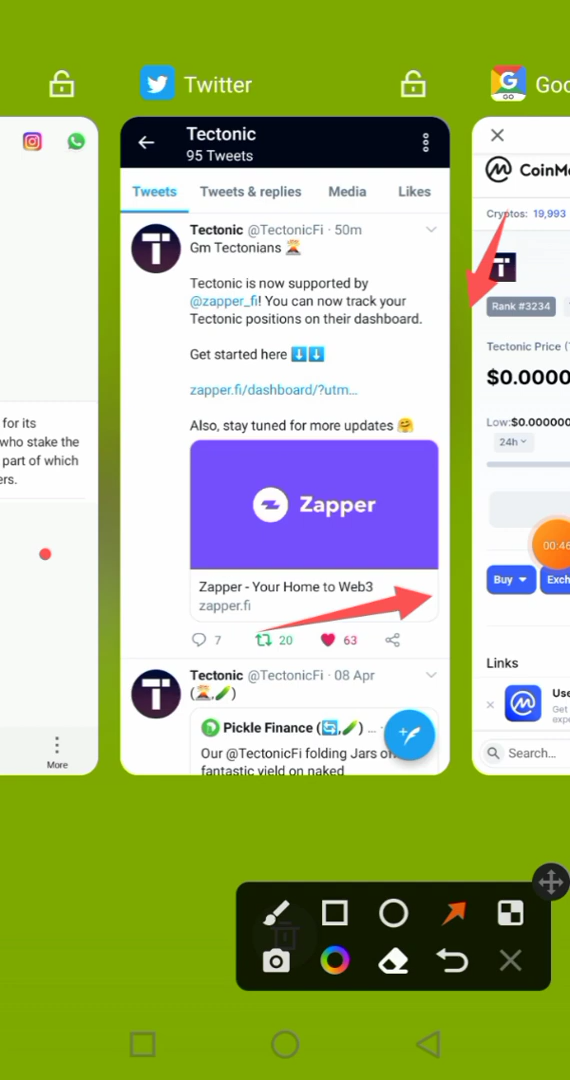 Twitter
Goo
Tectonic
95 Tweets
Tweets
Tweets & replies
Media
Likes
Tectonic @TectonicFi · 50m
Gm Tectonians 🌋
Tectonic is now supported by
@zapper_fi! You can now track your
Tectonic positions on their dashboard.
Get started here ⬇️⬇️
zapper.fi/dashboard/?utm...
Also, stay tuned for more updates 🤗
Zapper
Zapper - Your Home to Web3
zapper.fi
7
20
63
Tectonic @TectonicFi · 08 Apr
(🌋,🥒)
Pickle Finance (🔄,🥒) ...
Our @TectonicFi folding Jars o
fantastic yield on naked
for its
who stake the
part of which
ers.
More
G
GO
CoinMa
Cryptos: 19,993
Rank #3234
Tectonic Price (
$0.0000
Low:$0.000000
24h
00:46
Buy
Exch
Links
Use
Get
expe
Search...